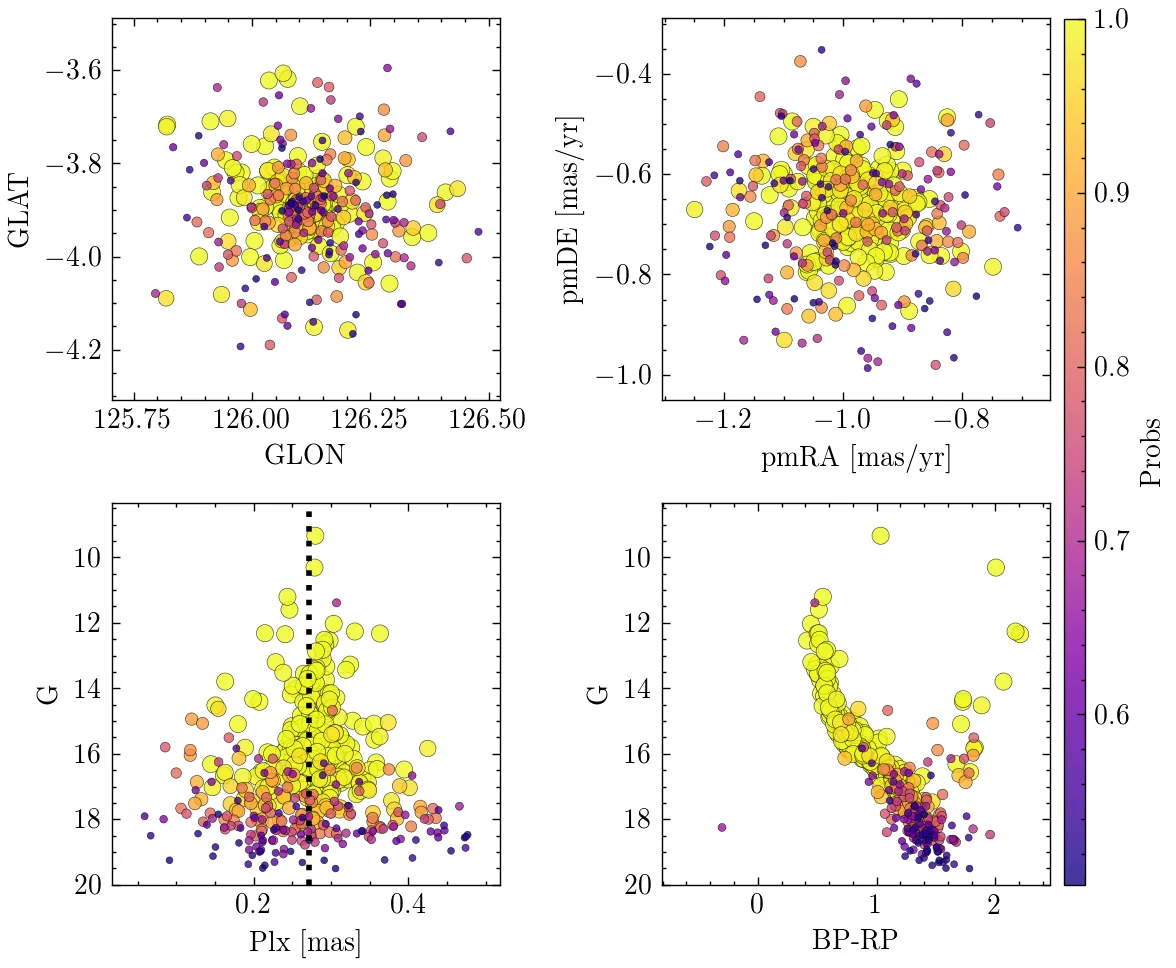 −3.6
−3.8
−4.0
−4.2
GLAT
125.75 126.00 126.25 126.50
GLON
−0.4
−0.6
−0.8
−1.0
pmDE [mas/yr]
−1.2 −1.0 −0.8
pmRA [mas/yr]
10
12
14
16
18
20
G
0.2 0.4
Plx [mas]
10
12
14
16
18
20
G
0 1 2
BP-RP
1.0
0.9
0.8
0.7
0.6
Probs